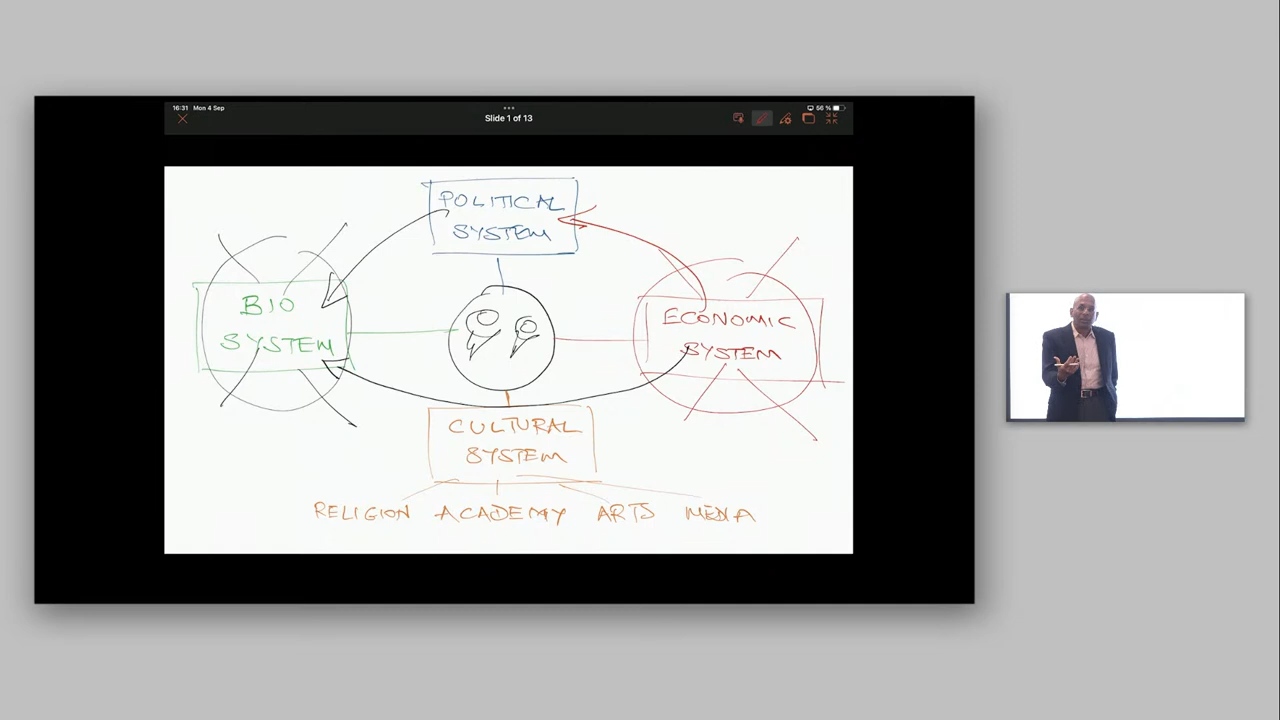 16:31 Mon 4 Sep
56 %
Slide 1 of 13
POLITICAL
SYSTEM
BIO
SYSTEM
ECONOMIC
SYSTEM
CULTURAL
SYSTEM
RELIGION ACADEMY ARTS MEDIA